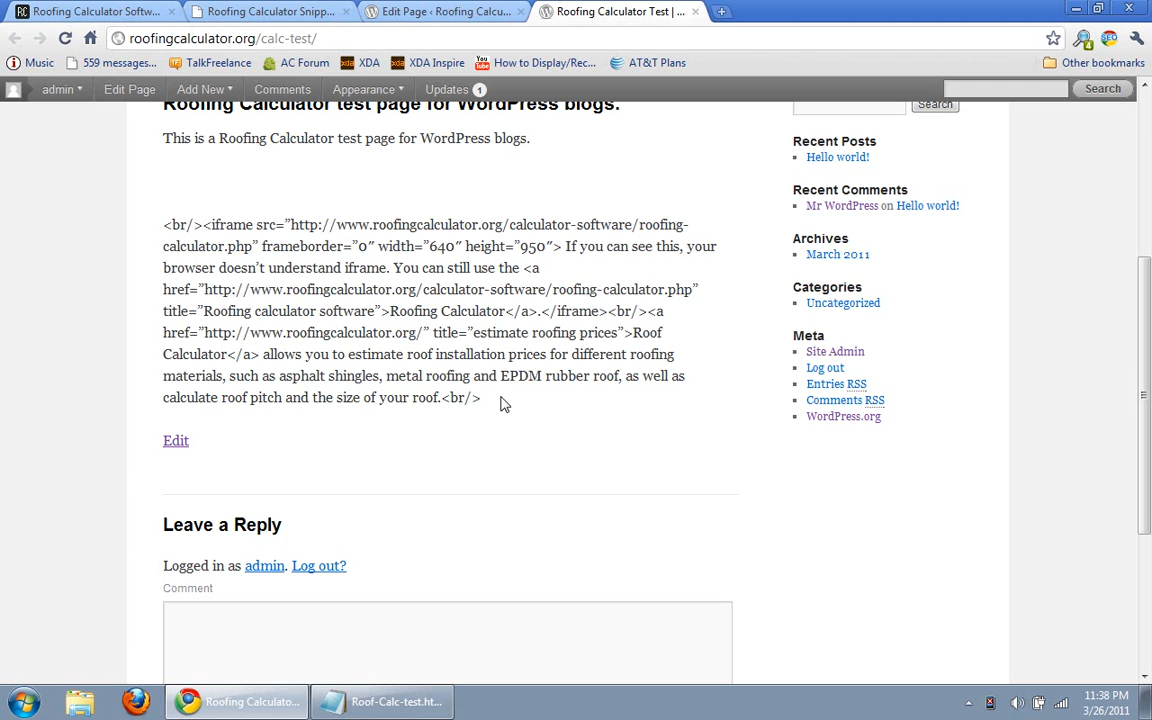 Roofing Calculator Softw...
Roofing Calculator Snipp...
Edit Page ‹ Roofing Calcu...
Roofing Calculator Test | ...
roofingcalculator.org/calc-test/
Music
559 messages...
TalkFreelance
AC Forum
XDA
XDA Inspire
How to Display/Rec...
AT&T Plans
Other bookmarks
admin
Edit Page
Add New
Comments
Appearance
Updates 1
Search
Roofing Calculator test page for WordPress blogs.
This is a Roofing Calculator test page for WordPress blogs.
<br/><iframe src=”http://www.roofingcalculator.org/calculator-software/roofing-
calculator.php” frameborder=”0″ width=”640″ height=”950″> If you can see this, your
browser doesn’t understand iframe. You can still use the <a
href=”http://www.roofingcalculator.org/calculator-software/roofing-calculator.php”
title=”Roofing calculator software”>Roofing Calculator</a>.</iframe><br/><a
href=”http://www.roofingcalculator.org/” title=”estimate roofing prices”>Roof
Calculator</a> allows you to estimate roof installation prices for different roofing
materials, such as asphalt shingles, metal roofing and EPDM rubber roof, as well as
calculate roof pitch and the size of your roof.<br/>
Edit
Leave a Reply
Logged in as admin. Log out?
Comment
Search
Recent Posts
Hello world!
Recent Comments
Mr WordPress on Hello world!
Archives
March 2011
Categories
Uncategorized
Meta
Site Admin
Log out
Entries RSS
Comments RSS
WordPress.org
Roofing Calculato...
Roof-Calc-test.ht...
11:38 PM
3/26/2011